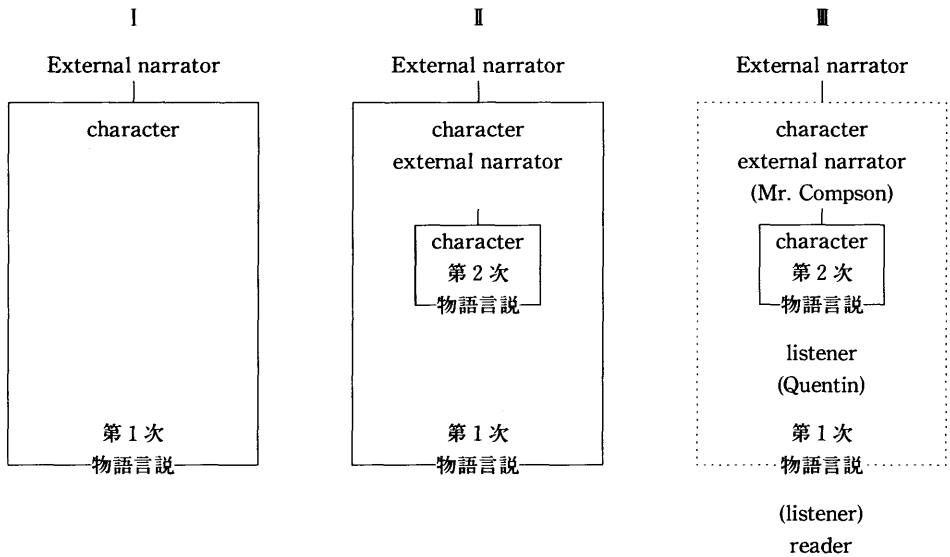 I
External narrator
character
第1次
物語言説
II
External narrator
character
external narrator
character
第2次
物語言説
第1次
物語言説
III
External narrator
character
external narrator
(Mr. Compson)
character
第2次
物語言説
listener
(Quentin)
第1次
物語言説
(listener)
reader